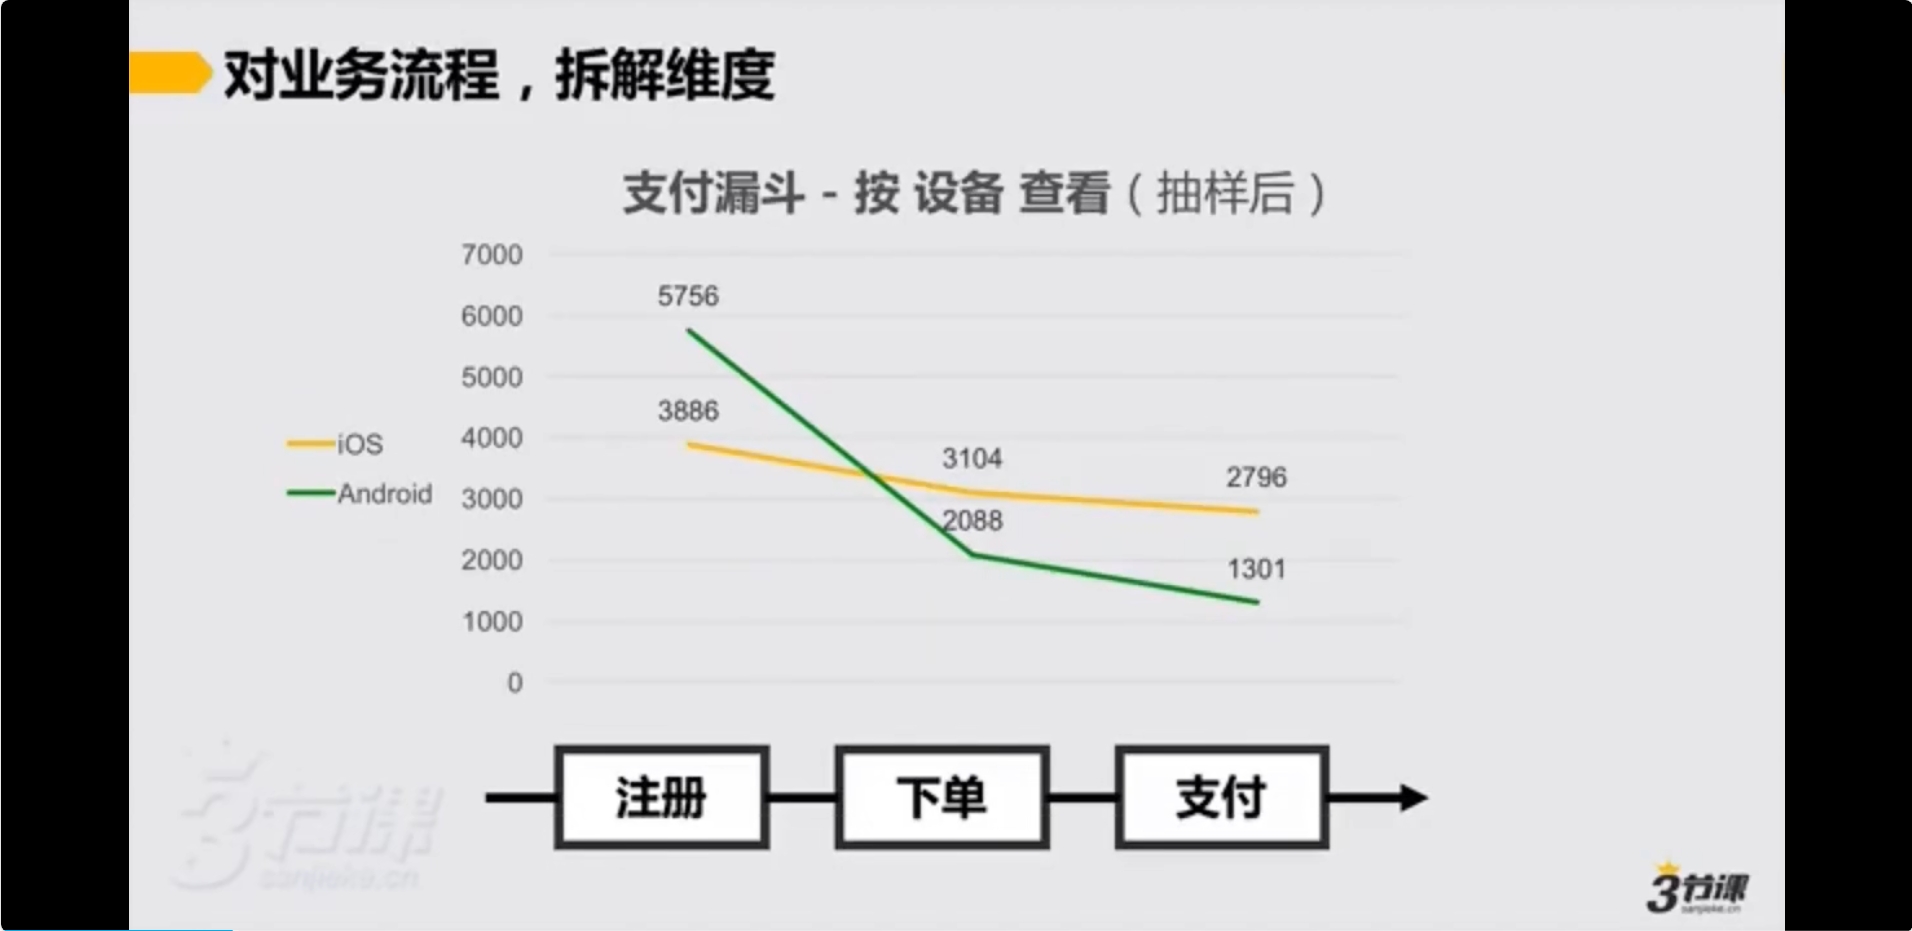 对业务流程，拆解维度
支付漏斗 - 按 设备 查看（抽样后）
7000
6000
5000
4000
3000
2000
1000
0
iOS
Android
5756
3886
3104
2088
2796
1301
注册
下单
支付
3节课
sanjieke.cn
3节课
sanjieke.cn